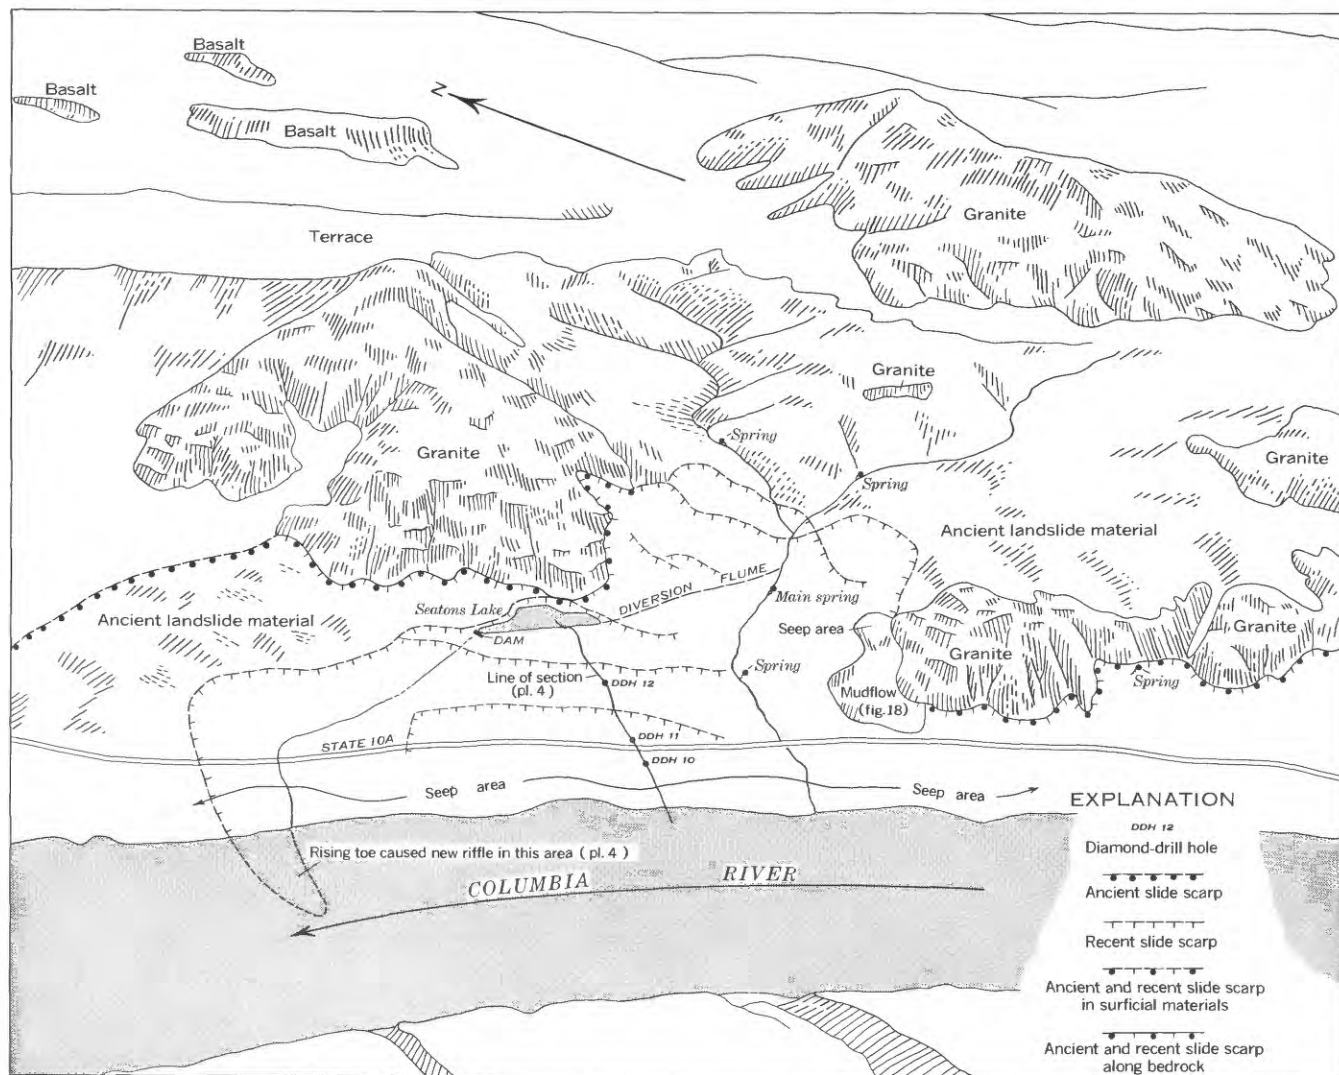 Basalt
Basalt
Basalt
N
Granite
Terrace
Granite
Spring
Granite
Spring
Granite
Ancient landslide material
DIVERSION FLUME
Main spring
Seatons Lake
Ancient landslide material
DAM
Seep area
Granite
Granite
Line of section
(pl. 4)
DDH 12
Spring
Spring
Mudflow
(fig. 18)
STATE 10A
DDH 11
DDH 10
Seep area
Seep area
Rising toe caused new riffle in this area (pl. 4)
COLUMBIA RIVER
EXPLANATION
DDH 12
Diamond-drill hole
Ancient slide scarp
Recent slide scarp
Ancient and recent slide scarp
in surficial materials
Ancient and recent slide scarp
along bedrock